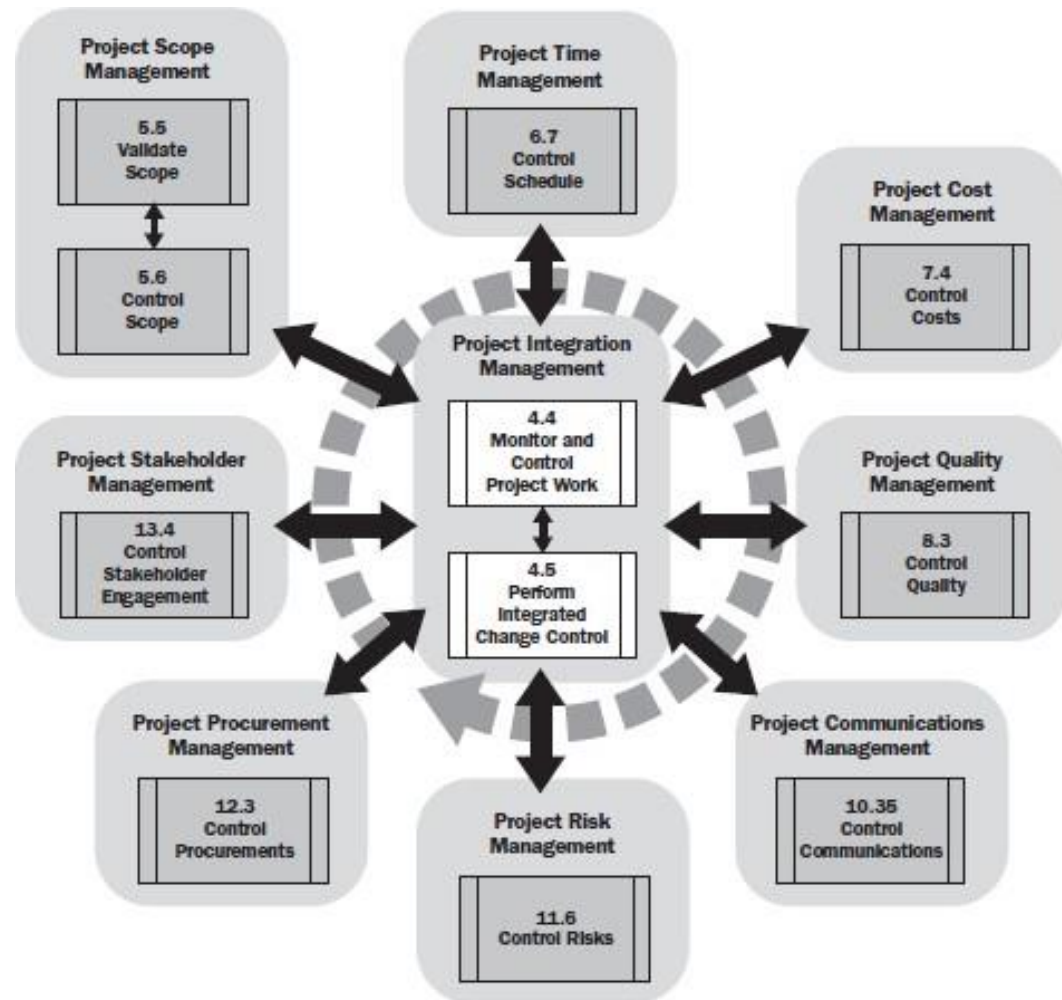 Project Scope
Management
5.5
Validate
Scope
5.6
Control
Scope
Project Time
Management
6.7
Control
Schedule
Project Cost
Management
7.4
Control
Costs
Project Integration
Management
4.4
Monitor and
Control
Project Work
4.5
Perform
Integrated
Change Control
Project Stakeholder
Management
13.4
Control
Stakeholder
Engagement
Project Quality
Management
8.3
Control
Quality
Project Procurement
Management
12.3
Control
Procurements
Project Risk
Management
11.6
Control Risks
Project Communications
Management
10.35
Control
Communications